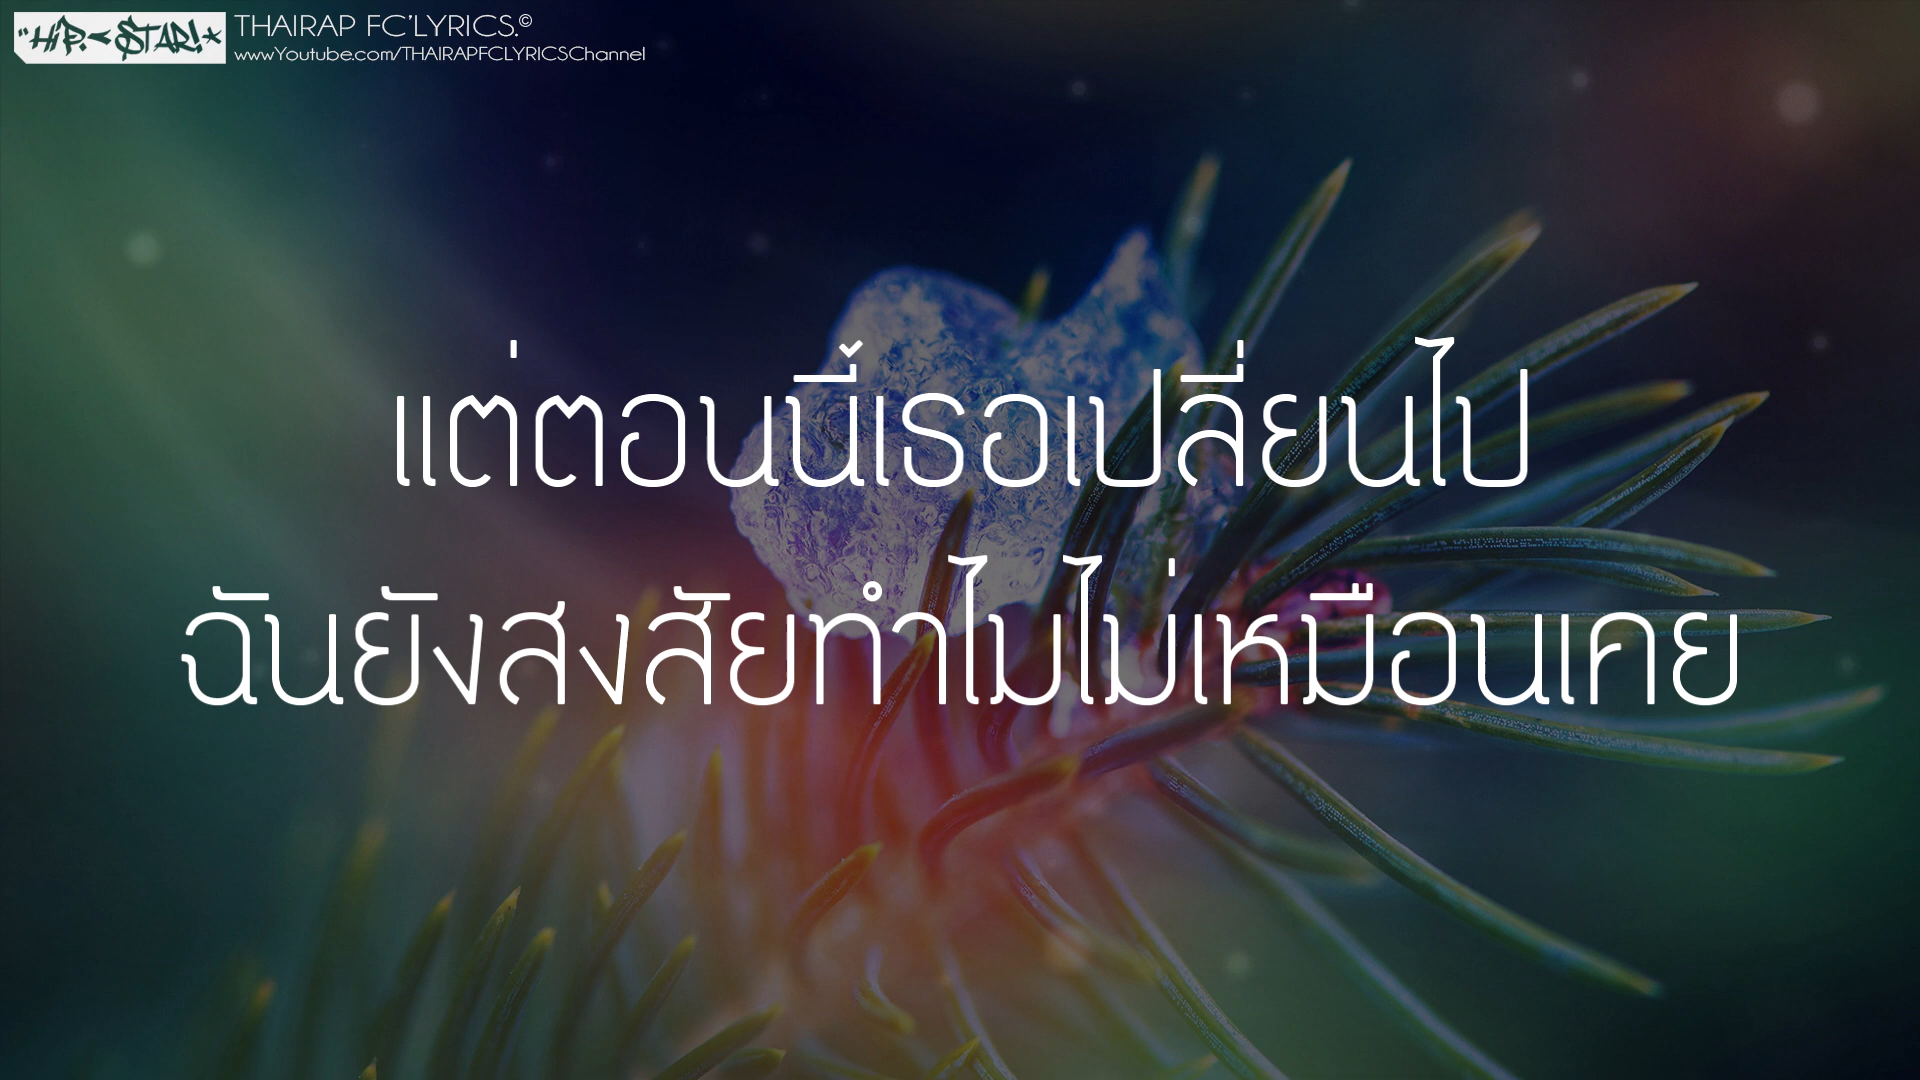 "HiP.<STAR!*
THAIRAP FC'LYRICS.©
wwwYoutube.com/THAIRAPFCLYRICSChannel
แต่ตอนนี้เธอเปลี่ยนไป
ฉันยังสงสัยทำไมไม่เหมือนเคย